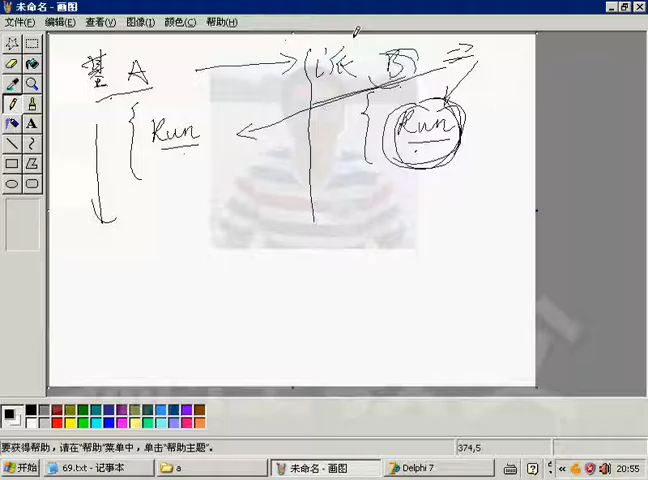 未命名 - 画图
文件(F) 编辑(E) 查看(V) 图像(I) 颜色(C) 帮助(H)
基 A 派 B
Run Run
A
要获得帮助，请在“帮助”菜单中，单击“帮助主题”。 374,5
开始 69.txt - 记事本 a 未命名 - 画图 Delphi 7 ? « 20:55